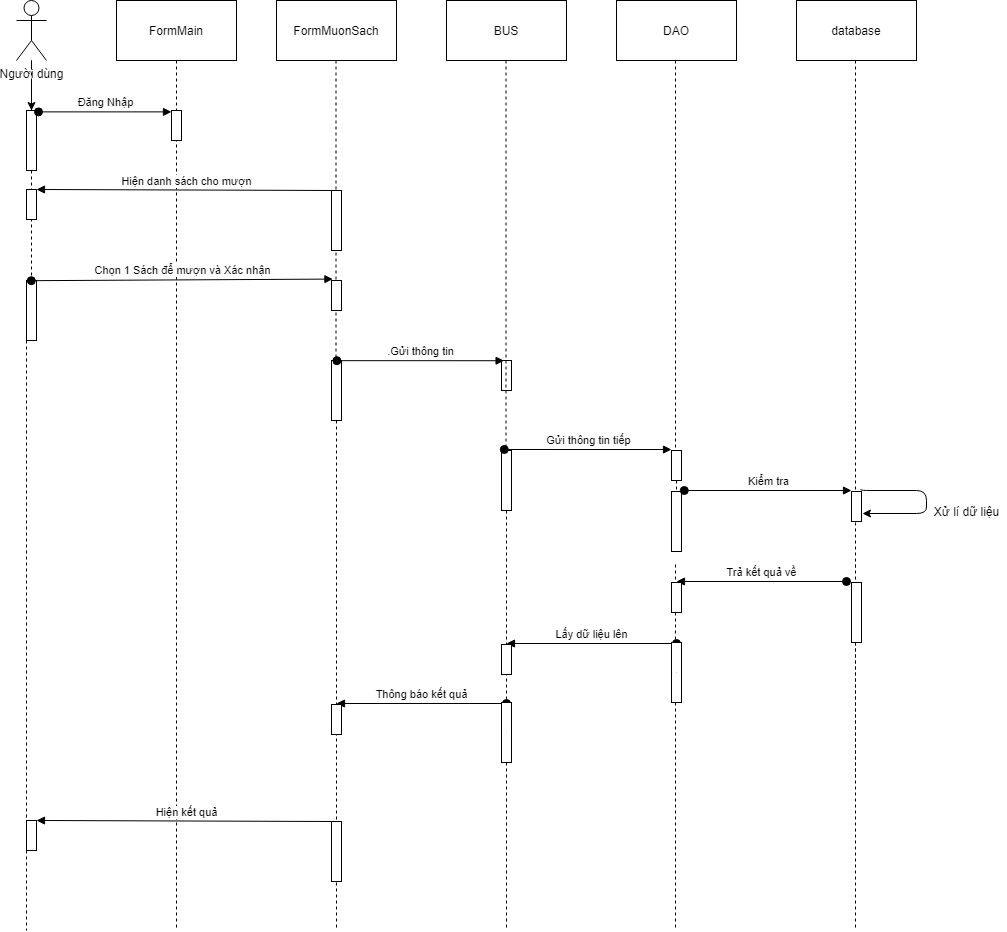 FormMain
FormMuonSach
BUS
DAO
database
Người dùng
Đăng Nhập
Hiện danh sách cho mượn
Chọn 1 Sách để mượn và Xác nhận
.Gửi thông tin
Gửi thông tin tiếp
Kiểm tra
Xử lí dữ liệu
Trả kết quả về
Lấy dữ liệu lên
Thông báo kết quả
Hiện kết quả